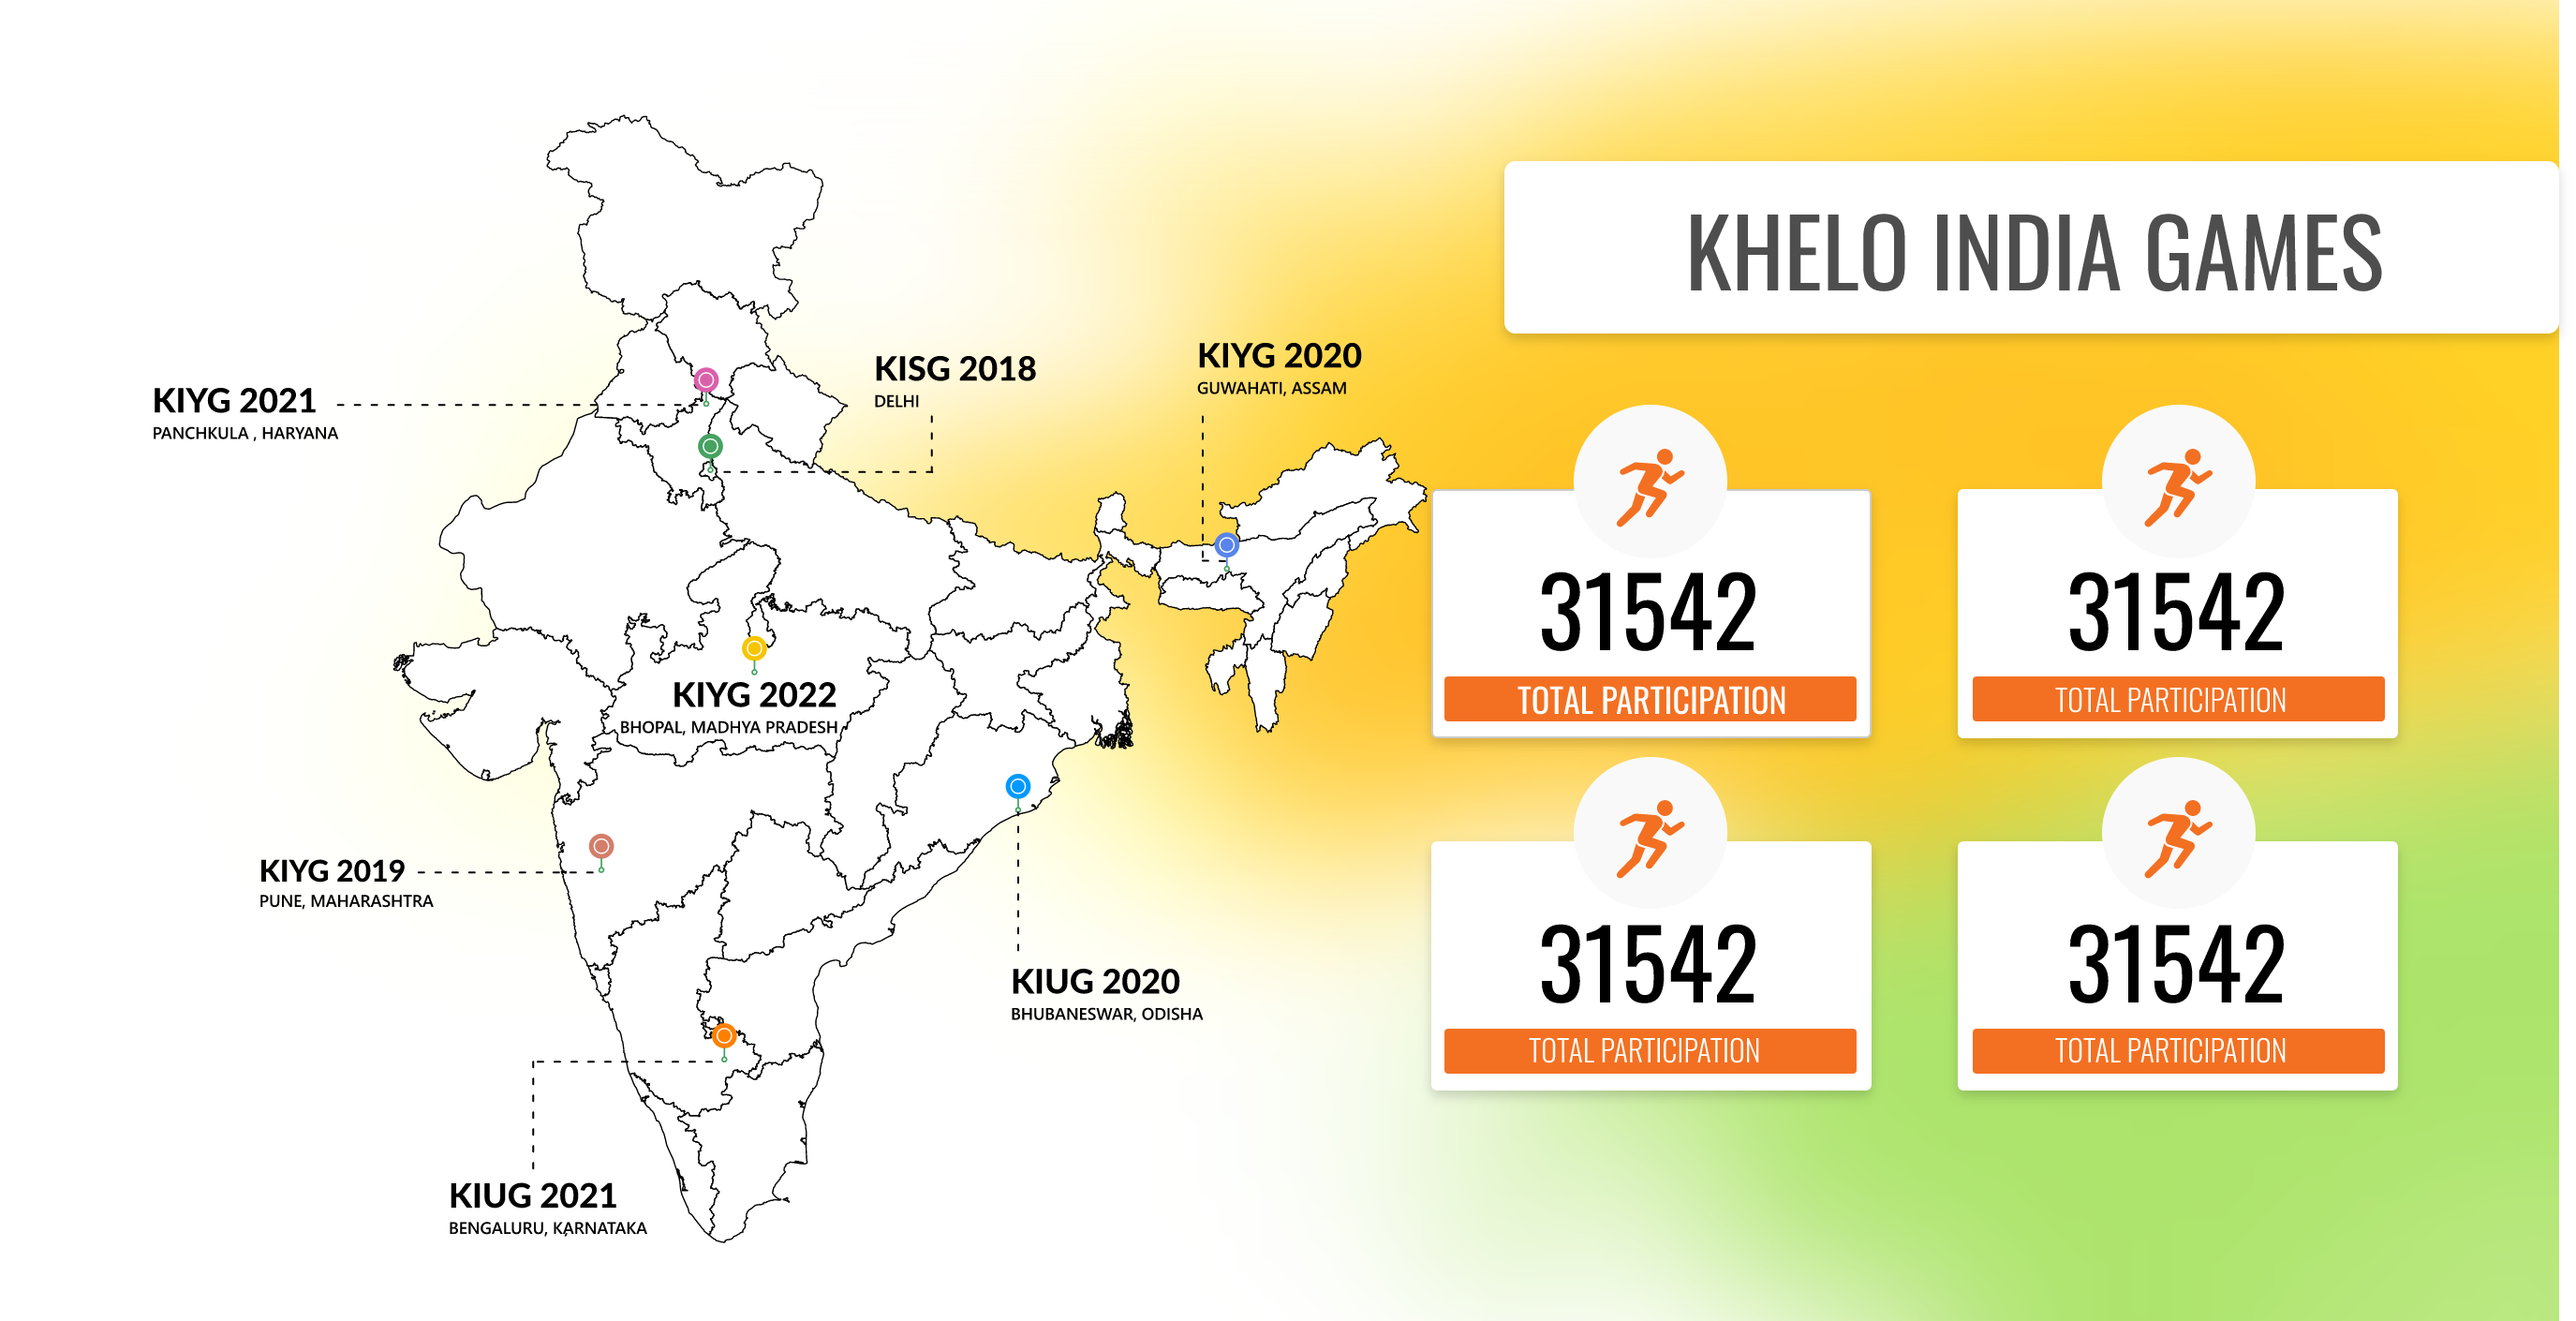 KHELO INDIA GAMES
KIYG 2021
PANCHKULA , HARYANA
KISG 2018
DELHI
KIYG 2020
GUWAHATI, ASSAM
KIYG 2022
BHOPAL, MADHYA PRADESH
KIYG 2019
PUNE, MAHARASHTRA
KIUG 2020
BHUBANESWAR, ODISHA
KIUG 2021
BENGALURU, KARNATAKA
31542
TOTAL PARTICIPATION
31542
TOTAL PARTICIPATION
31542
TOTAL PARTICIPATION
31542
TOTAL PARTICIPATION